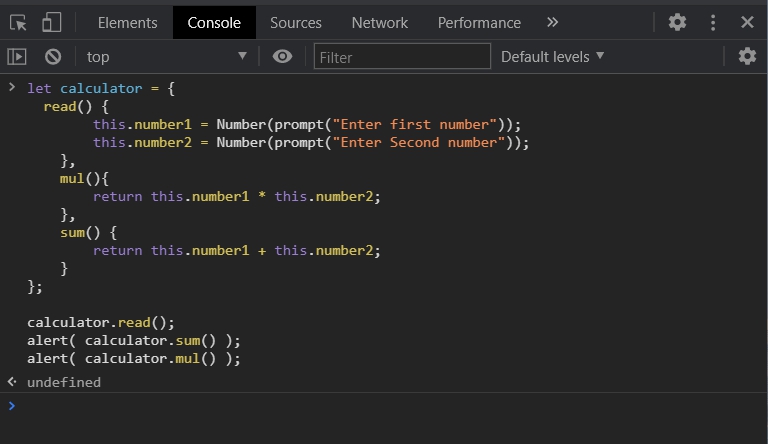 Elements Console Sources Network Performance »
top Filter Default levels
> let calculator = {
  read() {
        this.number1 = Number(prompt("Enter first number"));
        this.number2 = Number(prompt("Enter Second number"));
    },
    mul(){
        return this.number1 * this.number2;
    },
    sum() {
        return this.number1 + this.number2;
    }
};

calculator.read();
alert( calculator.sum() );
alert( calculator.mul() );
undefined
>